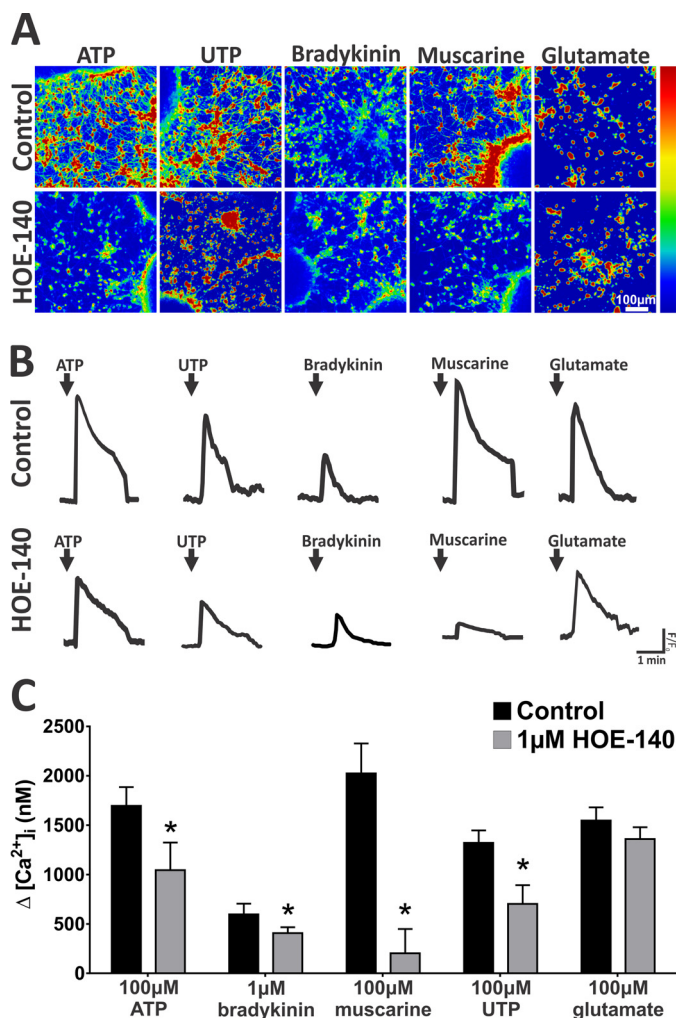 A
ATP UTP Bradykinin Muscarine Glutamate
Control
HOE-140
100µm
B
ATP UTP Bradykinin Muscarine Glutamate
Control
ATP UTP Bradykinin Muscarine Glutamate
HOE-140
F/F₀
1 min
C
Control
1µM HOE-140
Δ [Ca²⁺]ᵢ (nM)
2500
2000
1500
1000
500
0
* * * *
100µM 1µM 100µM 100µM 100µM
ATP bradykinin muscarine UTP glutamate